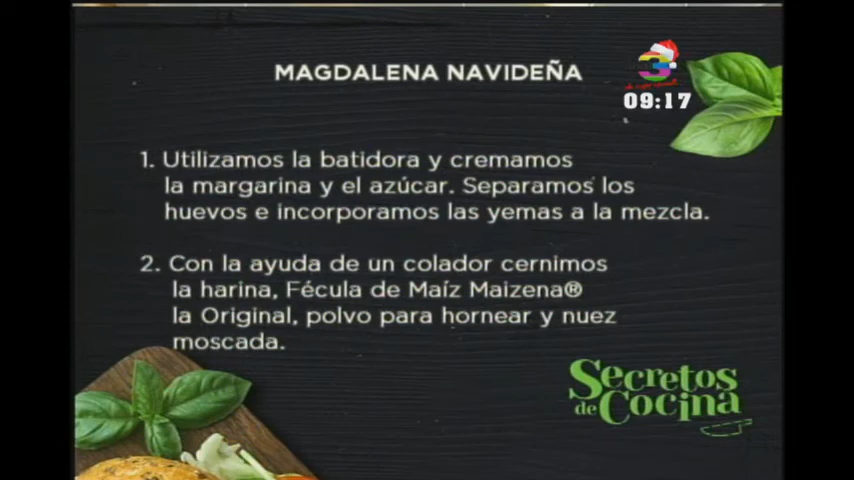 MAGDALENA NAVIDEÑA
3
09:17
1. Utilizamos la batidora y cremamos
la margarina y el azúcar. Separamos los
huevos e incorporamos las yemas a la mezcla.
2. Con la ayuda de un colador cernimos
la harina, Fécula de Maíz Maizena®
la Original, polvo para hornear y nuez
moscada.
Secretos
de Cocina